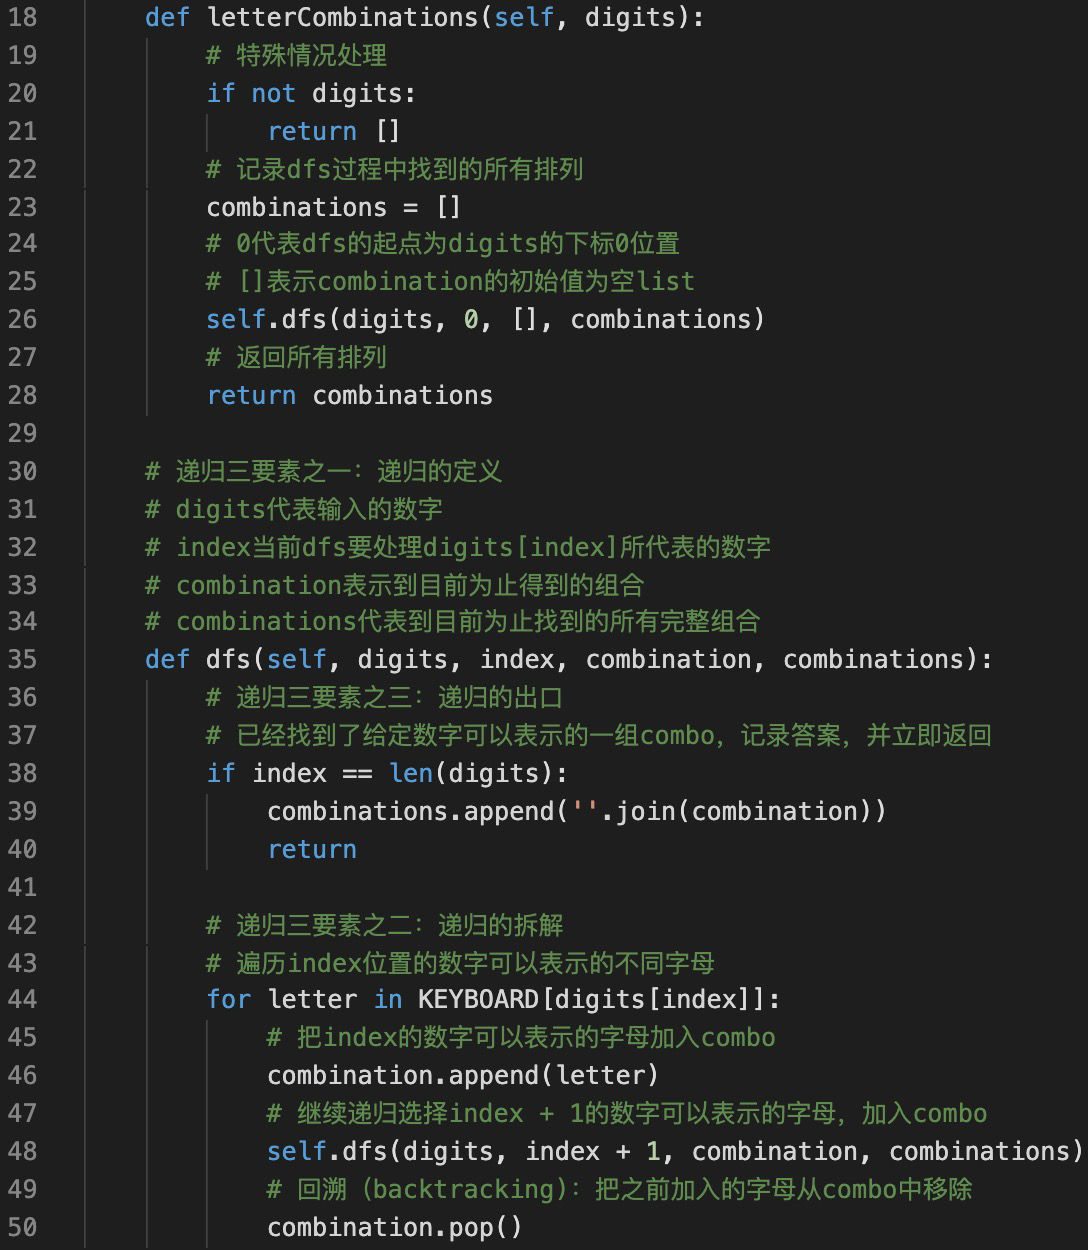 18 def letterCombinations(self, digits):
19 # 特殊情况处理
20 if not digits:
21 return []
22 # 记录dfs过程中找到的所有排列
23 combinations = []
24 # 0代表dfs的起点为digits的下标0位置
25 # []表示combination的初始值为空list
26 self.dfs(digits, 0, [], combinations)
27 # 返回所有排列
28 return combinations
29
30 # 递归三要素之一：递归的定义
31 # digits代表输入的数字
32 # index当前dfs要处理digits[index]所代表的数字
33 # combination表示到目前为止得到的组合
34 # combinations代表到目前为止找到的所有完整组合
35 def dfs(self, digits, index, combination, combinations):
36 # 递归三要素之三：递归的出口
37 # 已经找到了给定数字可以表示的一组combo，记录答案，并立即返回
38 if index == len(digits):
39 combinations.append(''.join(combination))
40 return
41
42 # 递归三要素之二：递归的拆解
43 # 遍历index位置的数字可以表示的不同字母
44 for letter in KEYBOARD[digits[index]]:
45 # 把index的数字可以表示的字母加入combo
46 combination.append(letter)
47 # 继续递归选择index + 1的数字可以表示的字母，加入combo
48 self.dfs(digits, index + 1, combination, combinations)
49 # 回溯（backtracking）：把之前加入的字母从combo中移除
50 combination.pop()